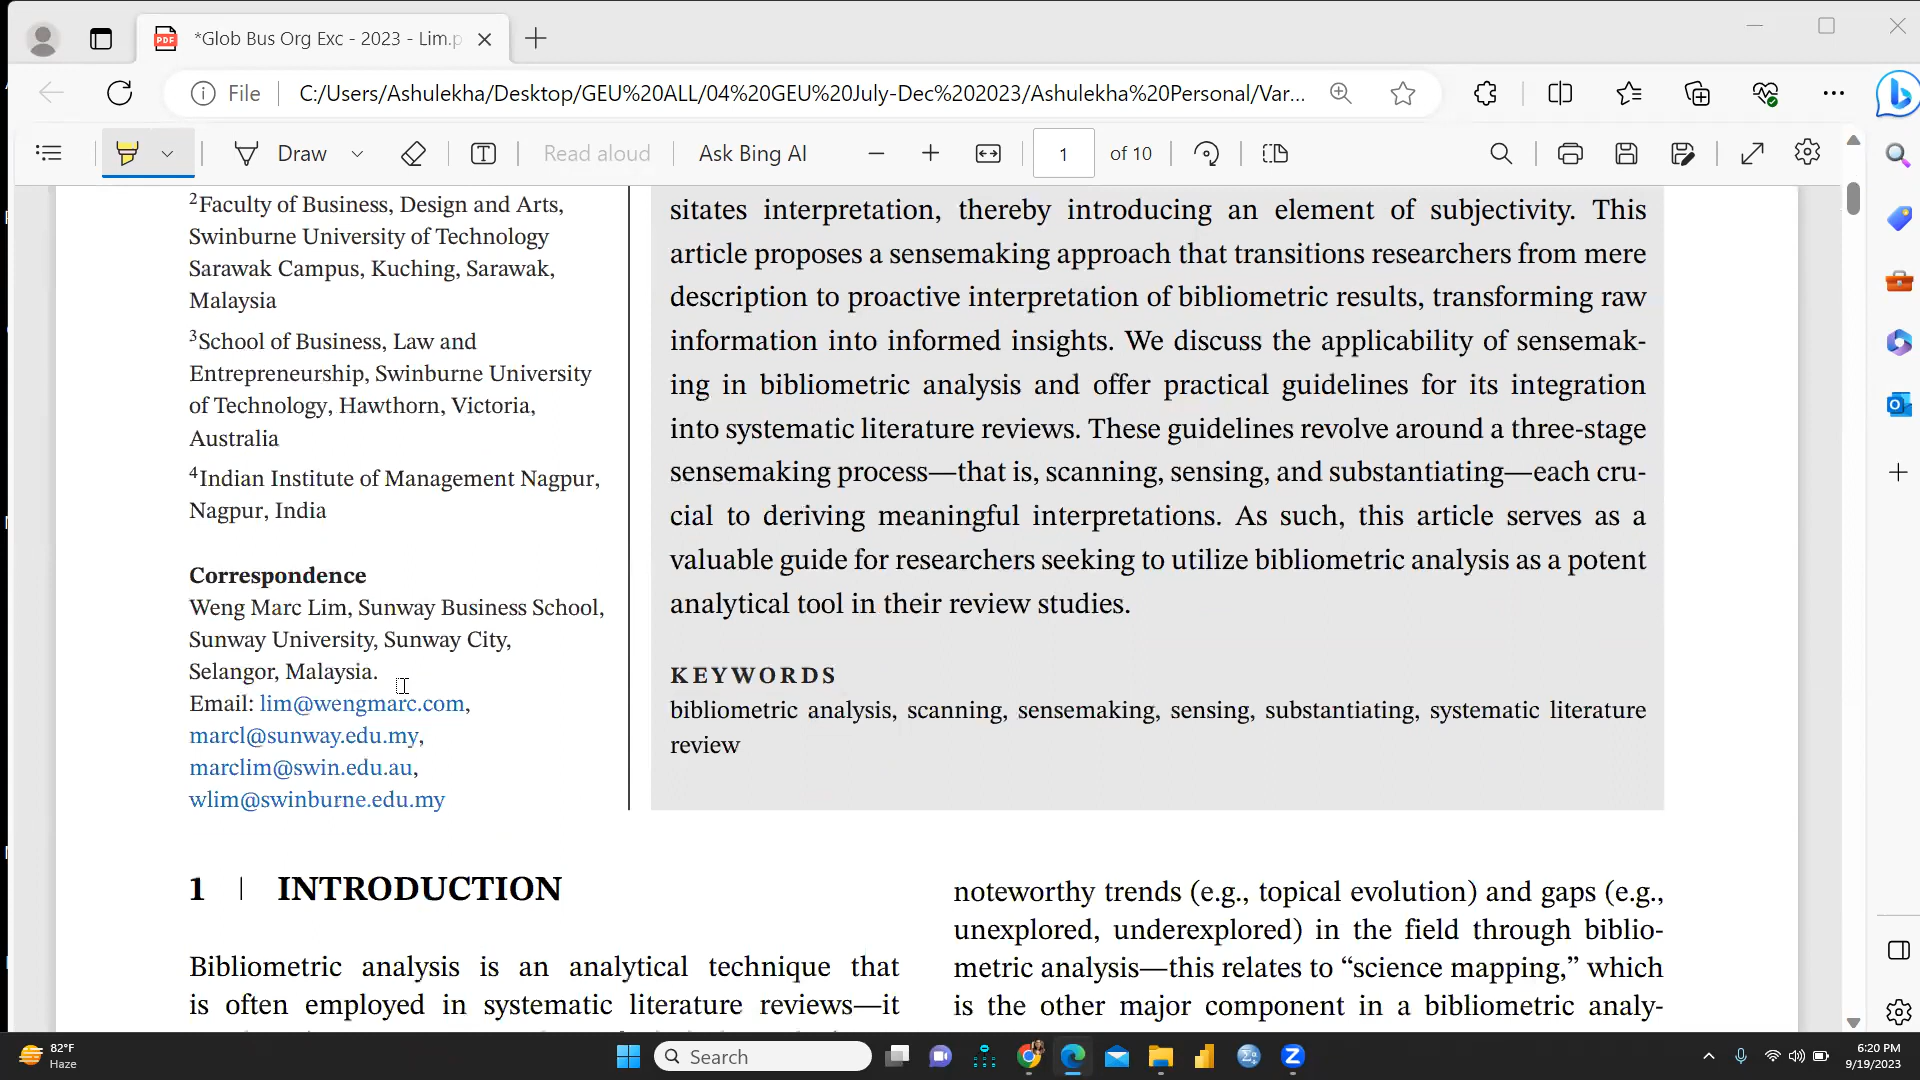 *Glob Bus Org Exc - 2023 - Lim.p
File
C:/Users/Ashulekha/Desktop/GEU%20ALL/04%20GEU%20July-Dec%202023/Ashulekha%20Personal/Var...
Draw
Read aloud
Ask Bing AI
1
of 10
2Faculty of Business, Design and Arts,
Swinburne University of Technology
Sarawak Campus, Kuching, Sarawak,
Malaysia
3School of Business, Law and
Entrepreneurship, Swinburne University
of Technology, Hawthorn, Victoria,
Australia
4Indian Institute of Management Nagpur,
Nagpur, India
Correspondence
Weng Marc Lim, Sunway Business School,
Sunway University, Sunway City,
Selangor, Malaysia.
Email: lim@wengmarc.com,
marcl@sunway.edu.my,
marclim@swin.edu.au,
wlim@swinburne.edu.my
sitates interpretation, thereby introducing an element of subjectivity. This
article proposes a sensemaking approach that transitions researchers from mere
description to proactive interpretation of bibliometric results, transforming raw
information into informed insights. We discuss the applicability of sensemak-
ing in bibliometric analysis and offer practical guidelines for its integration
into systematic literature reviews. These guidelines revolve around a three-stage
sensemaking process—that is, scanning, sensing, and substantiating—each cru-
cial to deriving meaningful interpretations. As such, this article serves as a
valuable guide for researchers seeking to utilize bibliometric analysis as a potent
analytical tool in their review studies.
KEYWORDS
bibliometric analysis, scanning, sensemaking, sensing, substantiating, systematic literature
review
1 | INTRODUCTION
Bibliometric analysis is an analytical technique that
is often employed in systematic literature reviews—it
noteworthy trends (e.g., topical evolution) and gaps (e.g.,
unexplored, underexplored) in the field through biblio-
metric analysis—this relates to “science mapping,” which
is the other major component in a bibliometric analy-
82°F
Haze
Search
6:20 PM
9/19/2023